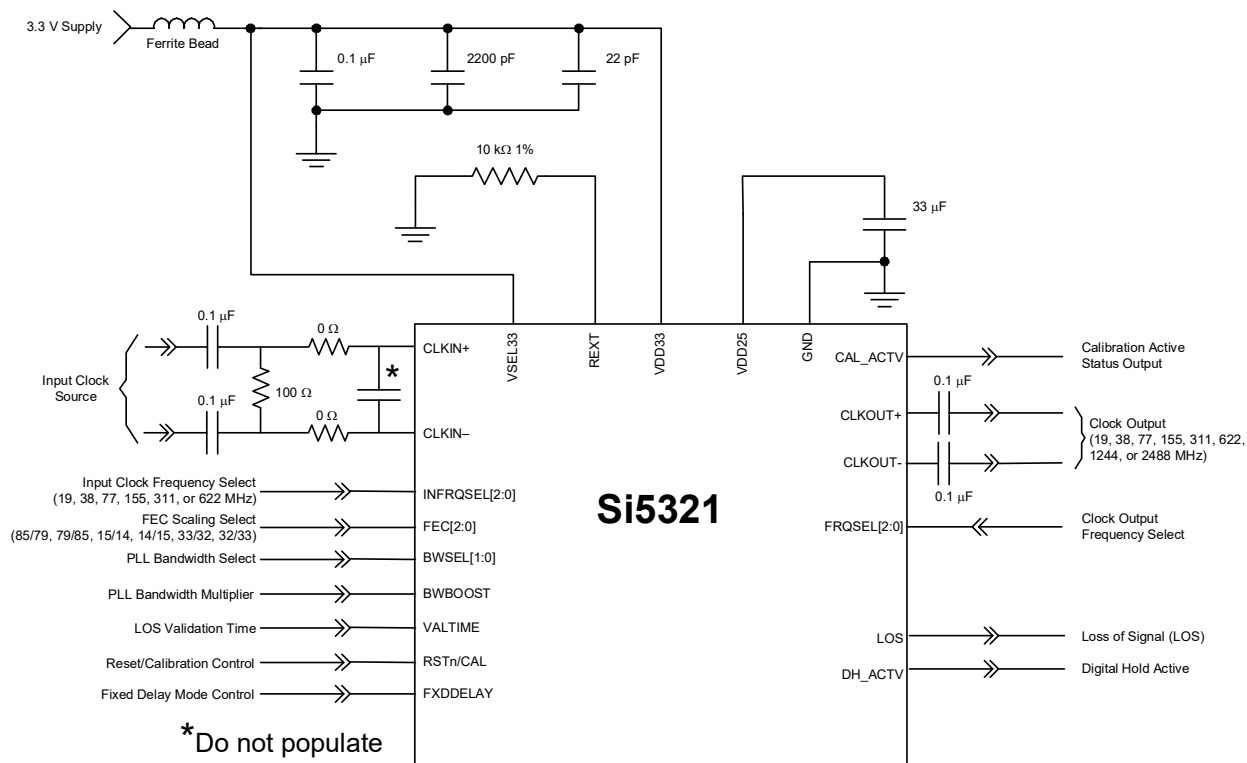 3.3 V Supply
Ferrite Bead
0.1 μF
2200 pF
22 pF
10 kΩ 1%
33 μF
VSEL33
REXT
VDD33
VDD25
GND
0.1 μF
0 Ω
CLKIN+
*
Input Clock
Source
100 Ω
0.1 μF
0 Ω
CLKIN–
Input Clock Frequency Select
(19, 38, 77, 155, 311, or 622 MHz)
INFRQSEL[2:0]
FEC Scaling Select
(85/79, 79/85, 15/14, 14/15, 33/32, 32/33)
FEC[2:0]
PLL Bandwidth Select
BWSEL[1:0]
PLL Bandwidth Multiplier
BWBOOST
LOS Validation Time
VALTIME
Reset/Calibration Control
RSTn/CAL
Fixed Delay Mode Control
FXDDELAY
*Do not populate
Si5321
CAL_ACTV
Calibration Active
Status Output
0.1 μF
CLKOUT+
CLKOUT-
0.1 μF
Clock Output
(19, 38, 77, 155, 311, 622,
1244, or 2488 MHz)
FRQSEL[2:0]
Clock Output
Frequency Select
LOS
Loss of Signal (LOS)
DH_ACTV
Digital Hold Active